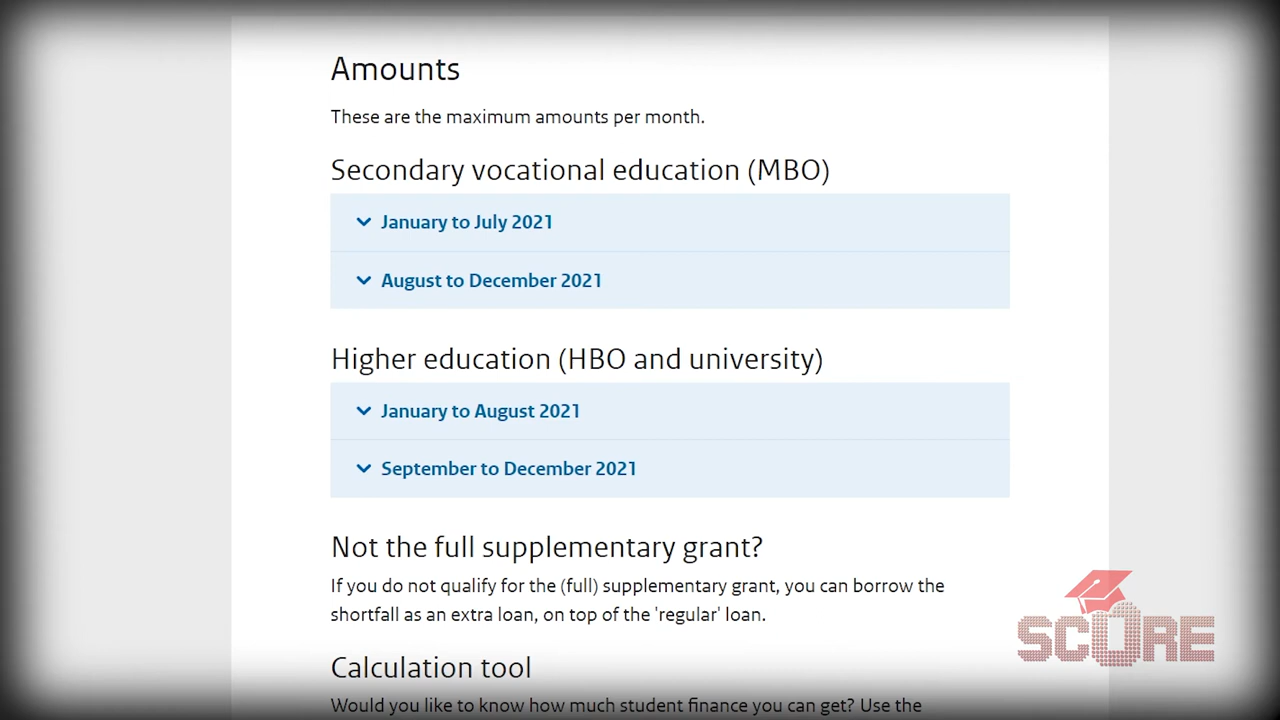 Amounts
These are the maximum amounts per month.
Secondary vocational education (MBO)
January to July 2021
August to December 2021
Higher education (HBO and university)
January to August 2021
September to December 2021
Not the full supplementary grant?
If you do not qualify for the (full) supplementary grant, you can borrow the
shortfall as an extra loan, on top of the 'regular' loan.
SCORE
Calculation tool
Would you like to know how much student finance you can get? Use the